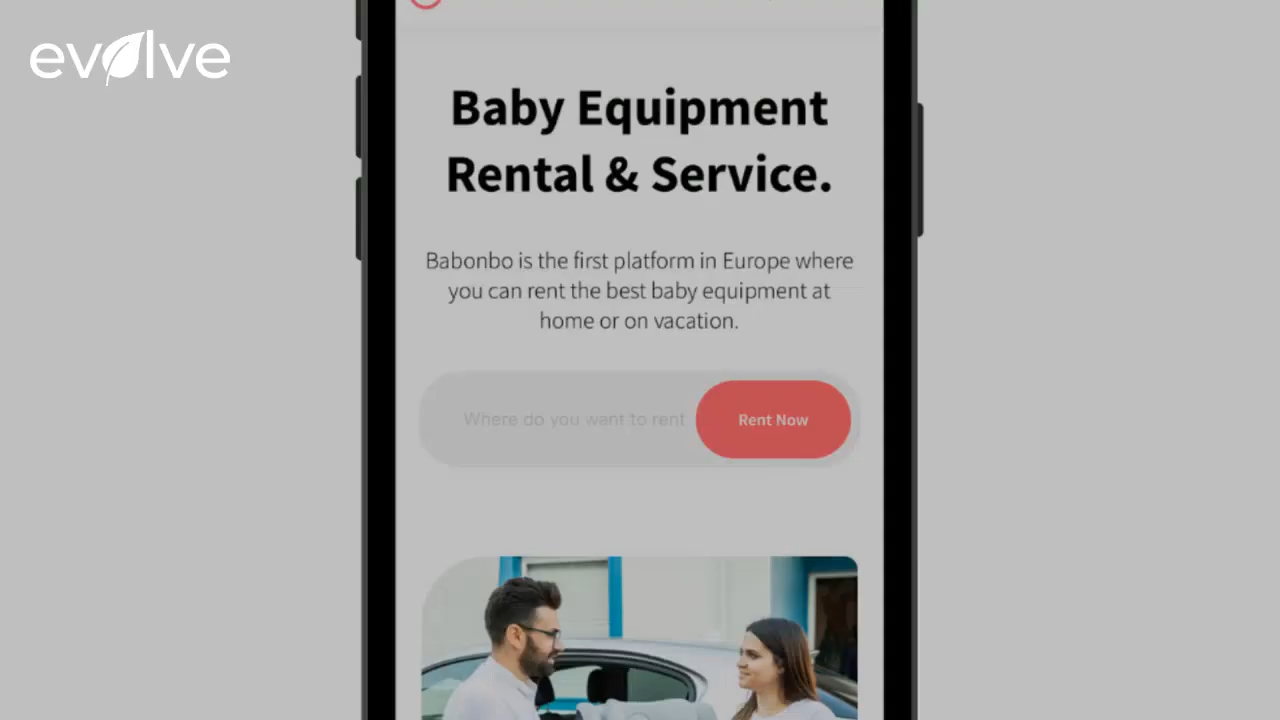 evolve
Baby Equipment
Rental & Service.
Babonbo is the first platform in Europe where
you can rent the best baby equipment at
home or on vacation.
Where do you want to rent
Rent Now